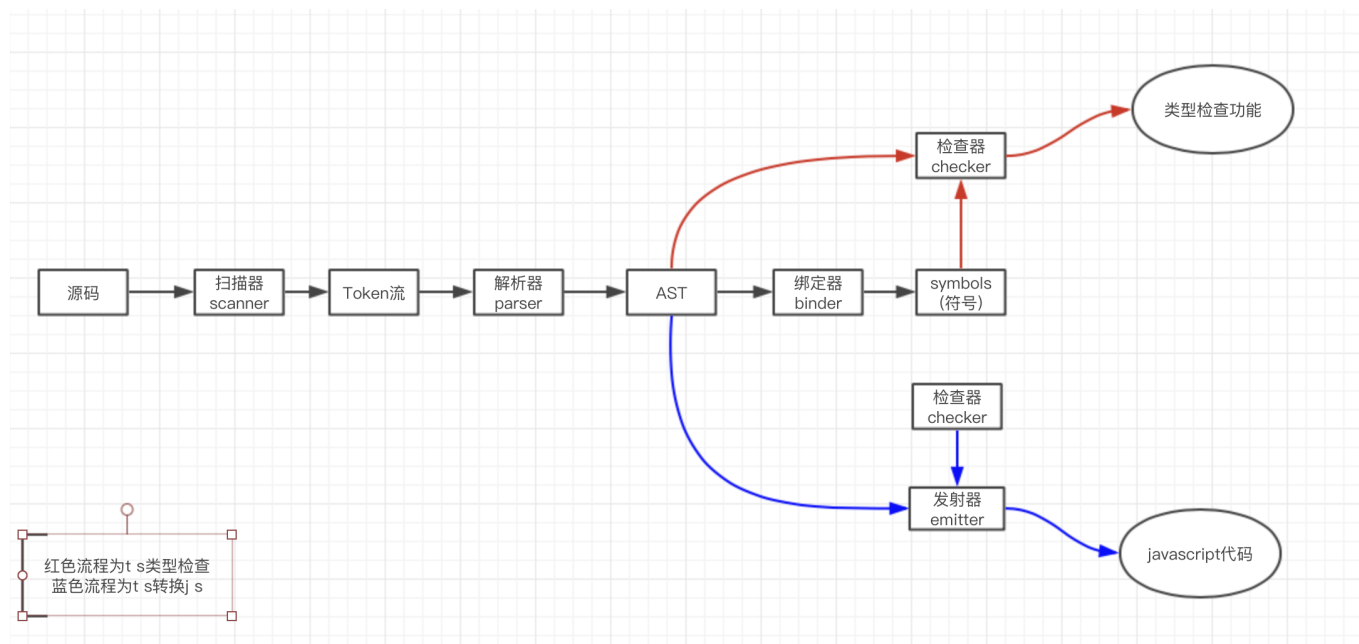 类型检查功能
检查器
checker
源码
扫描器
scanner
Token流
解析器
parser
AST
绑定器
binder
symbols
(符号)
检查器
checker
发射器
emitter
javascript代码
红色流程为t s类型检查
蓝色流程为t s转换j s